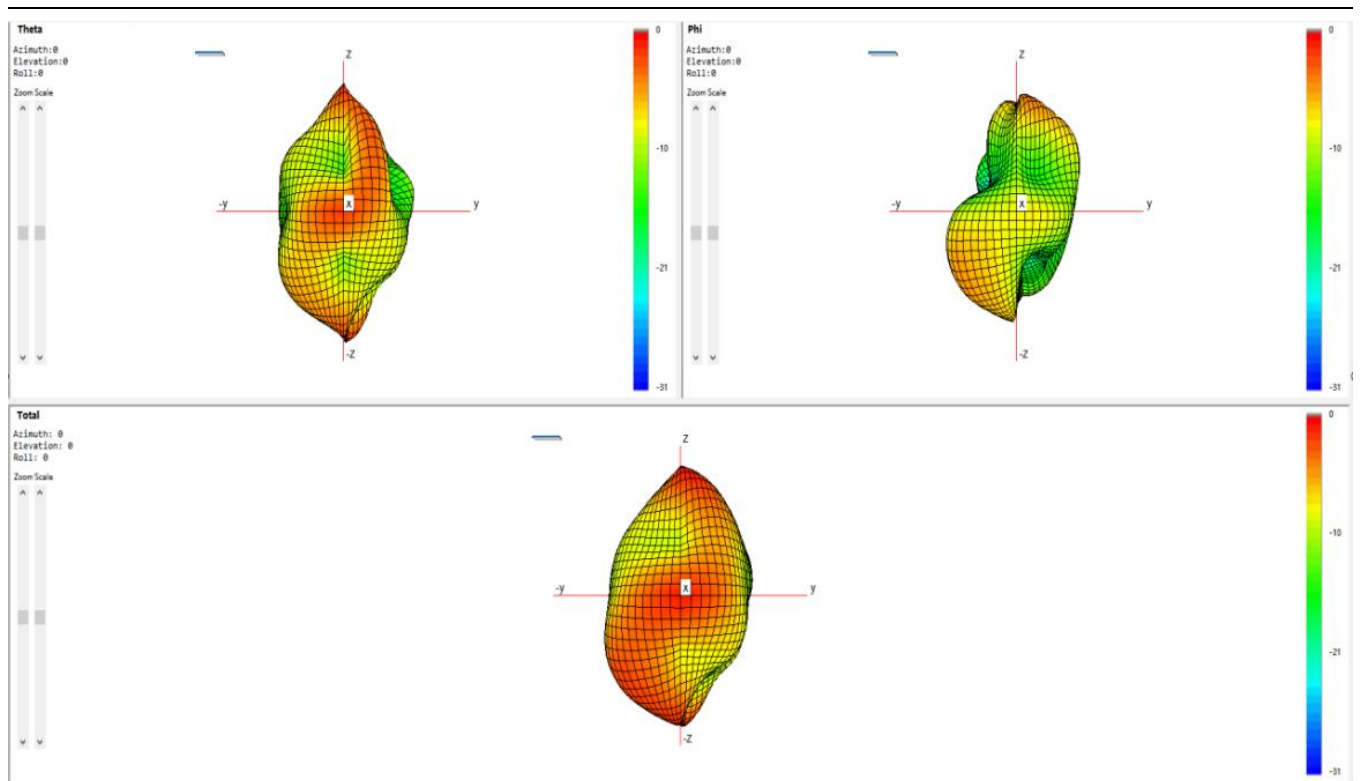 Theta
Azimuth:0
Elevation:0
Roll:0
Zoom Scale
Z
-y
X
y
-Z
0
-10
-21
-31
Phi
Azimuth:0
Elevation:0
Roll:0
Zoom Scale
Z
-y
X
y
-Z
0
-10
-21
-31
Total
Azimuth: 0
Elevation: 0
Roll: 0
Zoom Scale
Z
-y
X
y
-Z
0
-10
-21
-31